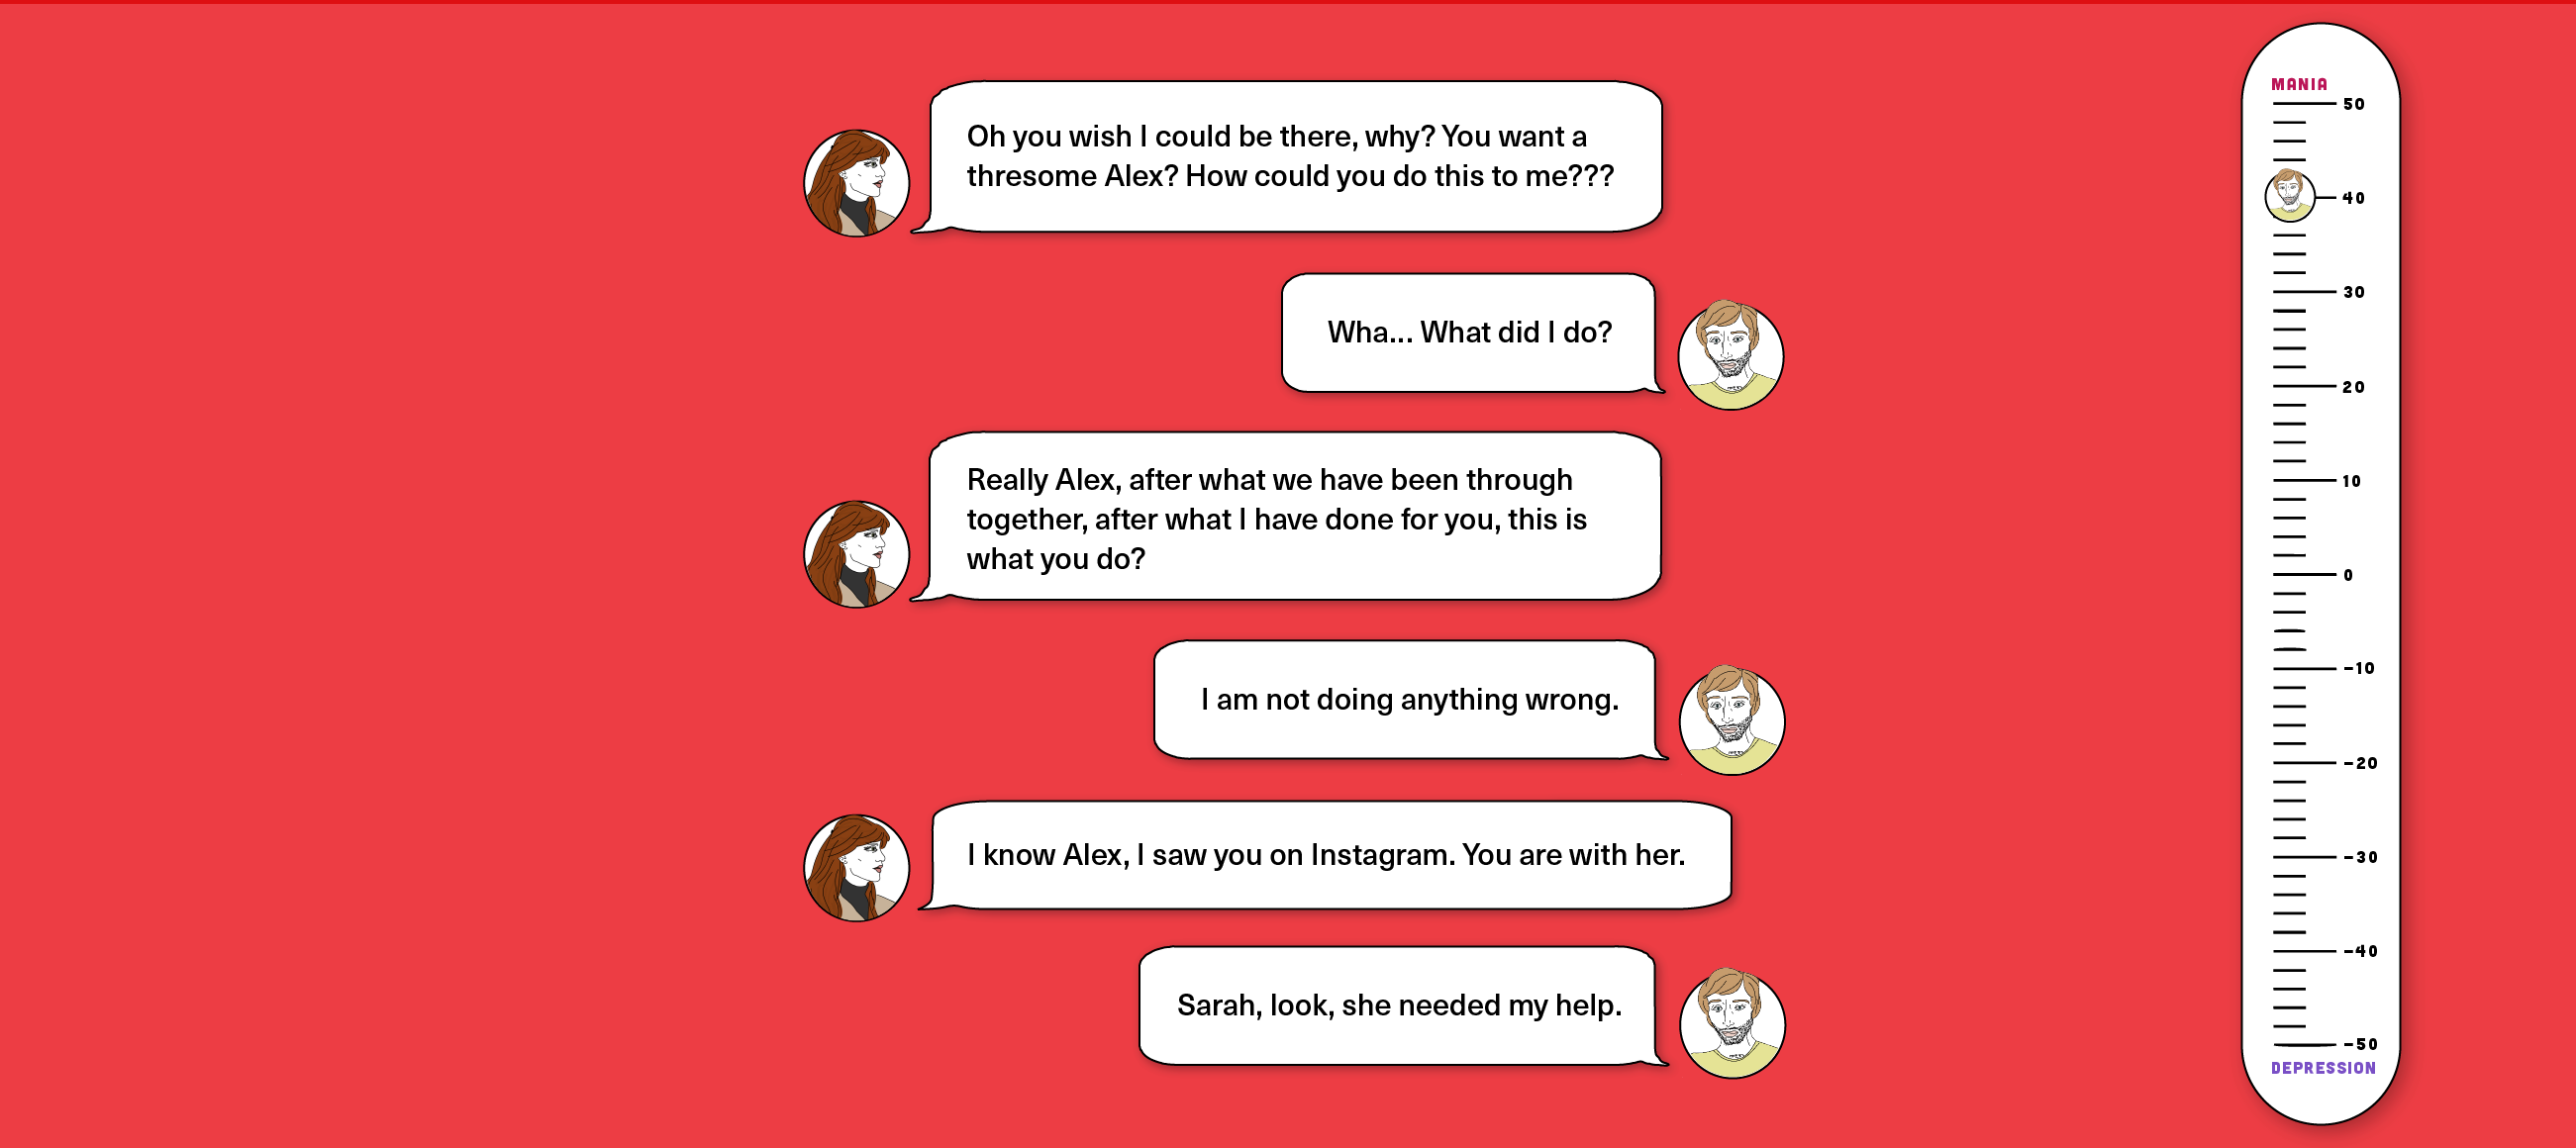 Oh you wish I could be there, why? You want a
thresome Alex? How could you do this to me???
Wha... What did I do?
Really Alex, after what we have been through
together, after what I have done for you, this is
what you do?
I am not doing anything wrong.
I know Alex, I saw you on Instagram. You are with her.
Sarah, look, she needed my help.
MANIA
50
40
30
20
10
0
-10
-20
-30
-40
-50
DEPRESSION